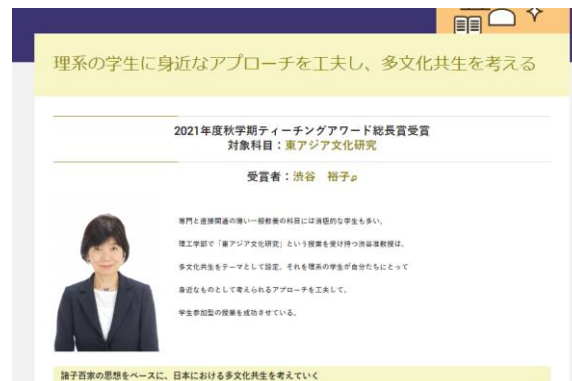 理系の学生に身近なアプローチを工夫し、多文化共生を考える
2021年度秋学期ティーチングアワード総長賞受賞
対象科目：東アジア文化研究
受賞者：渋谷　裕子
専門と直接関連の薄い一般教養の科目には消極的な学生も多い。
理工学部で「東アジア文化研究」という授業を受け持つ渋谷准教授は、
多文化共生をテーマとして設定。それを理系の学生が自分たちにとって
身近なものとして考えられるアプローチを工夫して、
学生参加型の授業を成功させている。
諸子百家の思想をベースに、日本における多文化共生を考えていく